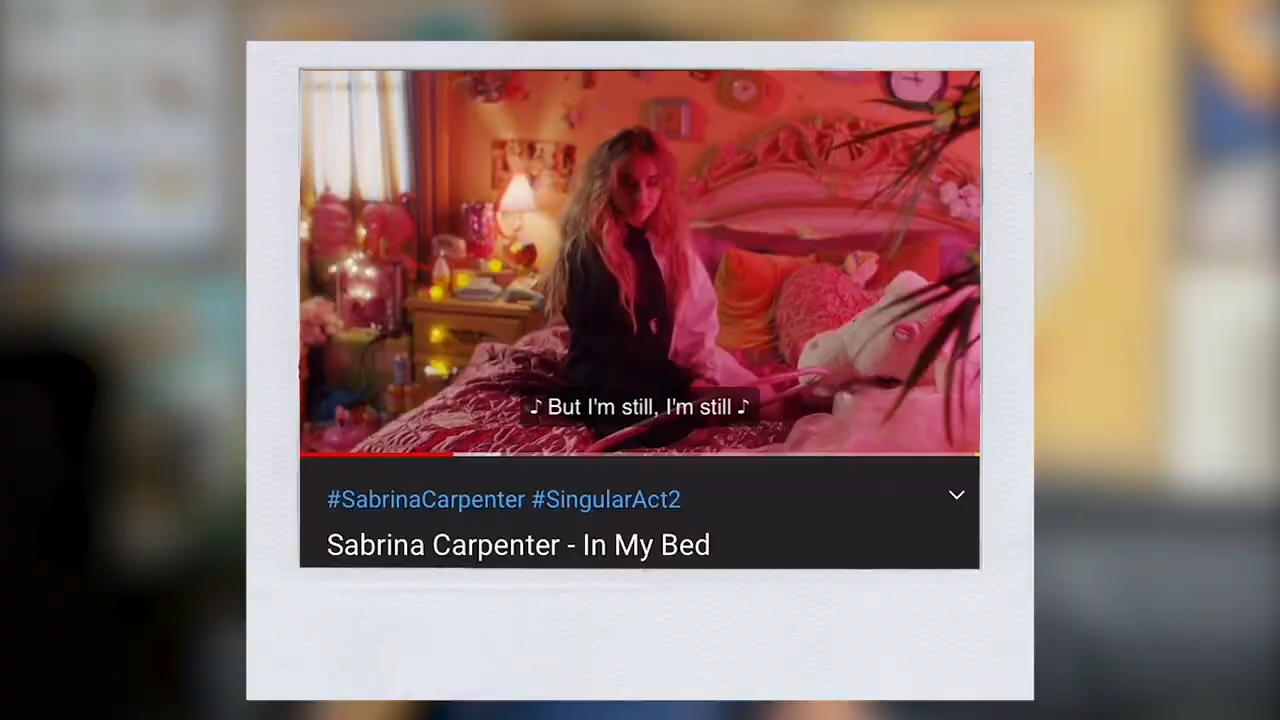 ♪ But I'm still, I'm still ♪
#SabrinaCarpenter #SingularAct2
Sabrina Carpenter - In My Bed